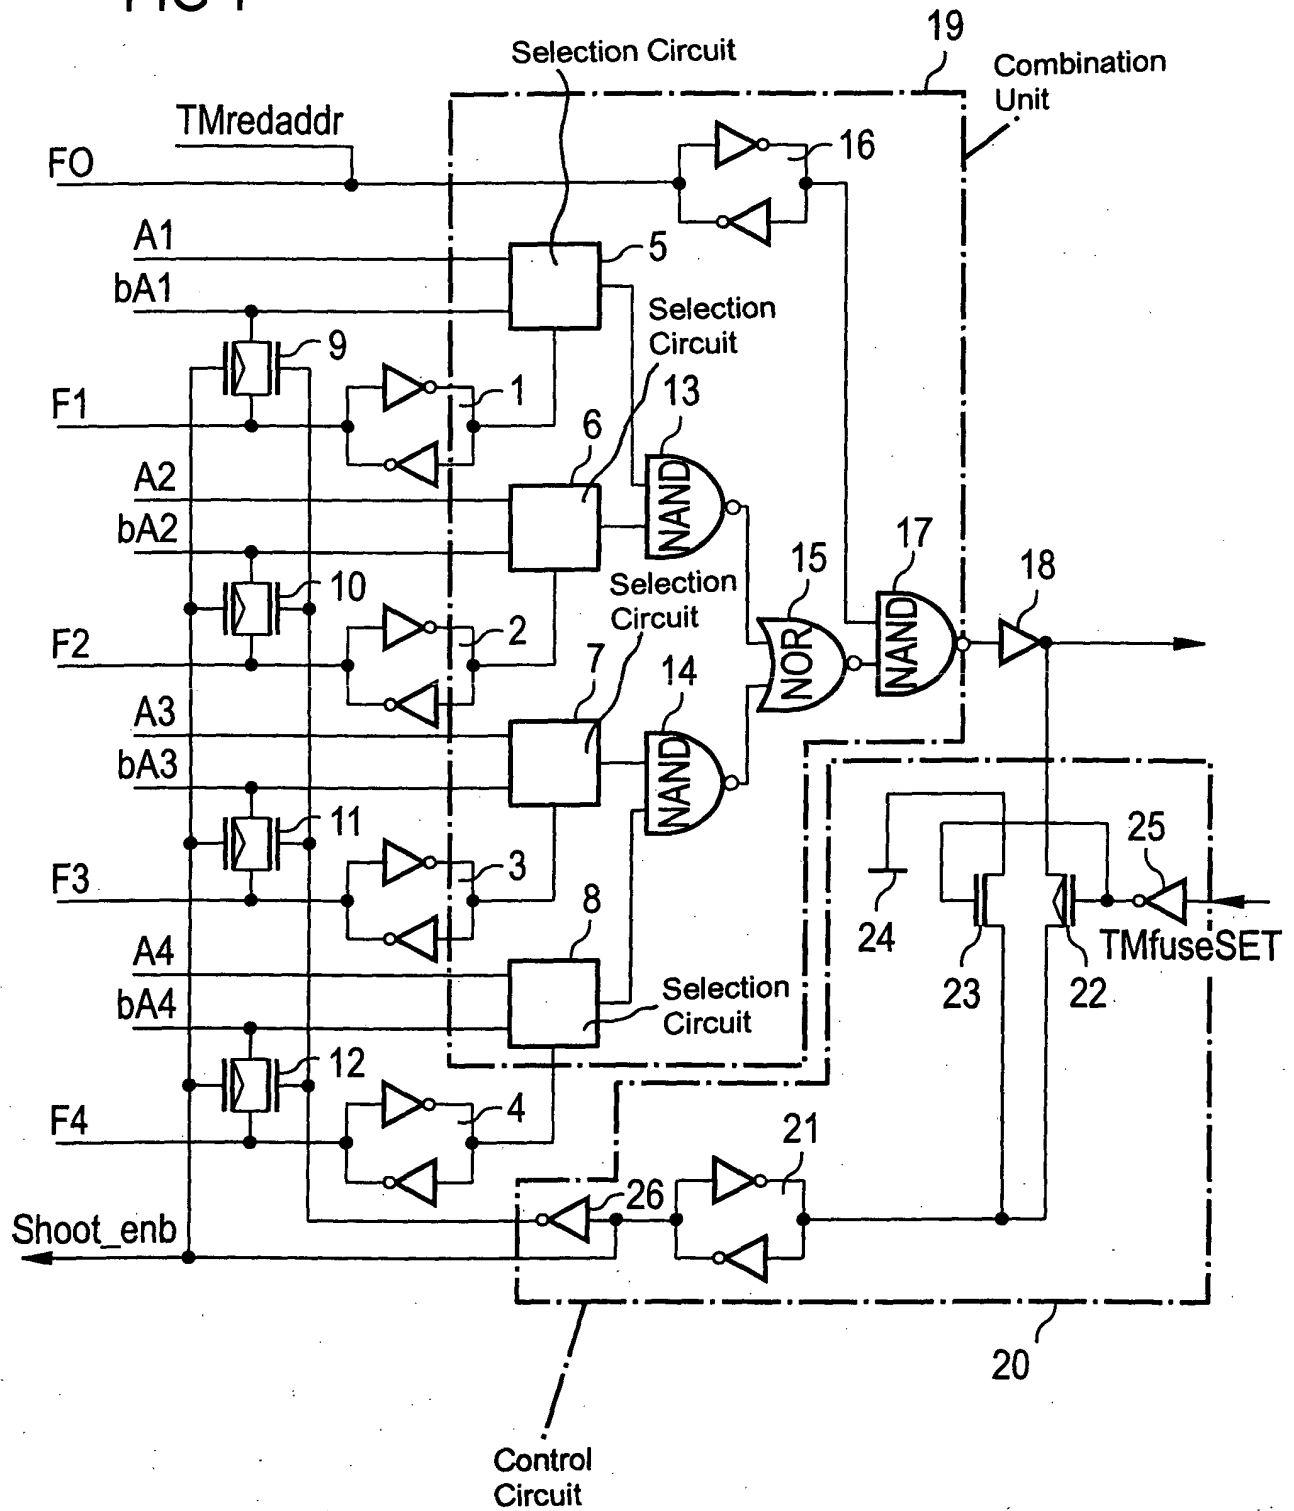 FIG 1
19
Selection Circuit
Combination
Unit
TMredaddr
FO
16
A1
5
bA1
Selection
Circuit
9
13
F1
1
6
A2
NAND
bA2
15
17
18
10
Selection
Circuit
2
NAND
F2
NOR
7
14
A3
NAND
bA3
11
25
3
F3
8
24
TMfuseSET
A4
23
22
Selection
Circuit
bA4
12
4
F4
21
26
Shoot_enb
20
Control
Circuit